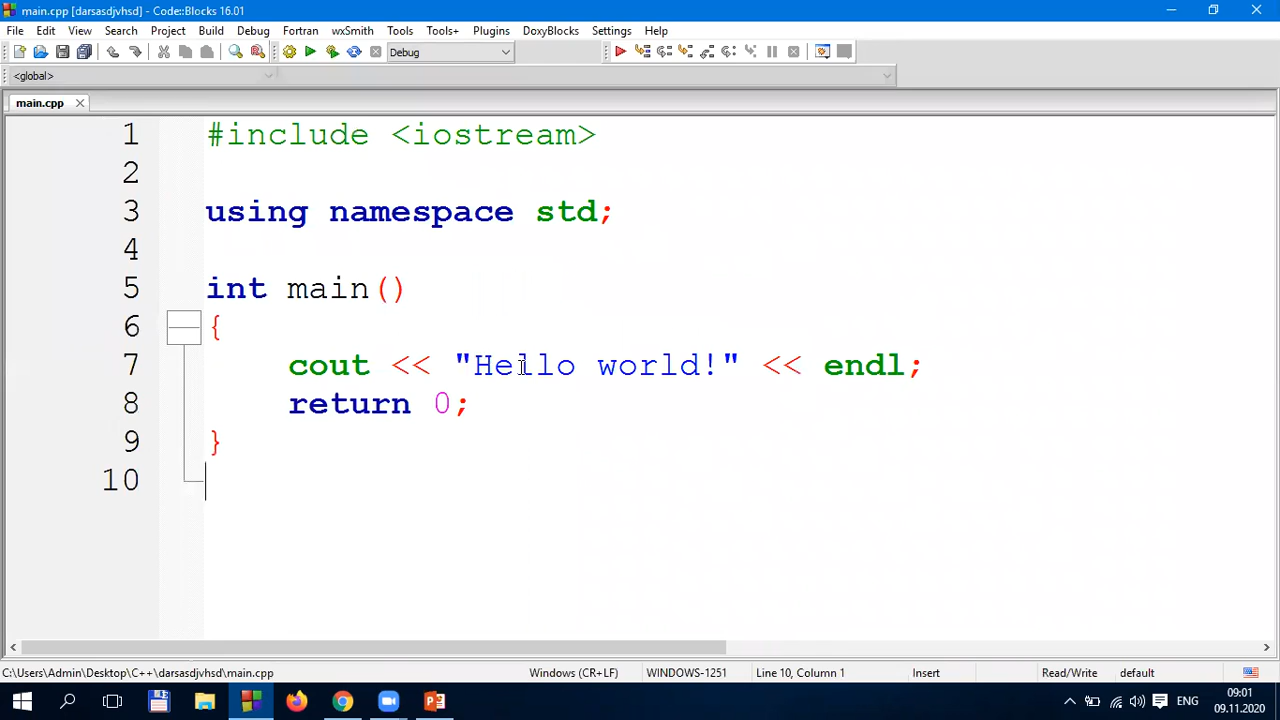 main.cpp [darsasdjvhsd] - Code::Blocks 16.01
File Edit View Search Project Build Debug Fortran wxSmith Tools Tools+ Plugins DoxyBlocks Settings Help
Debug
<global>
main.cpp
1 #include <iostream>
2
3 using namespace std;
4
5 int main()
6 {
7 cout << "Hello world!" << endl;
8 return 0;
9 }
10
C:\Users\Admin\Desktop\C++\darsasdjvhsd\main.cpp Windows (CR+LF) WINDOWS-1251 Line 10, Column 1 Insert Read/Write default
ENG
09:01
09.11.2020